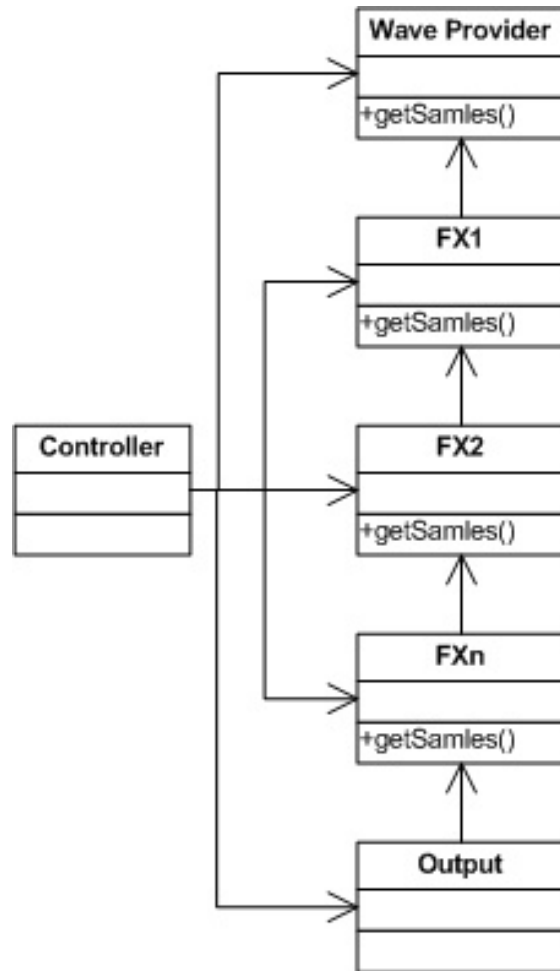 Wave Provider
+getSamles()
FX1
+getSamles()
Controller
FX2
+getSamles()
FXn
+getSamles()
Output